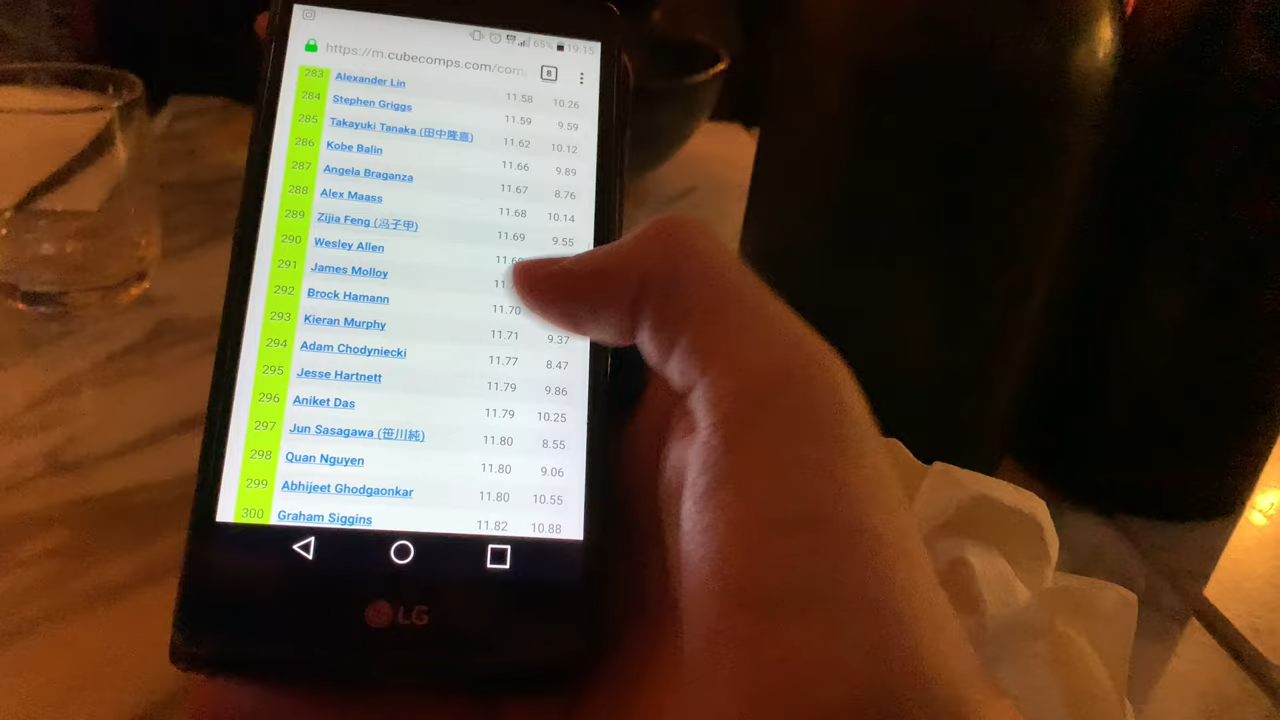 65% 19:15
https://m.cubecomps.com/com 8
283 Alexander Lin 11.58 10.26
284 Stephen Griggs 11.59 9.59
285 Takayuki Tanaka (田中隆嘉) 11.62 10.12
286 Kobe Balin 11.66 9.89
287 Angela Braganza 11.67 8.76
288 Alex Maass 11.68 10.14
289 Zijia Feng (冯子甲) 11.69 9.55
290 Wesley Allen
291 James Molloy
292 Brock Hamann 11.70
293 Kieran Murphy 11.71 9.37
294 Adam Chodyniecki 11.77 8.47
295 Jesse Hartnett 11.79 9.86
296 Aniket Das 11.79 10.25
297 Jun Sasagawa (笹川純) 11.80 8.55
298 Quan Nguyen 11.80 9.06
299 Abhijeet Ghodgaonkar 11.80 10.55
300 Graham Siggins 11.82 10.88
LG